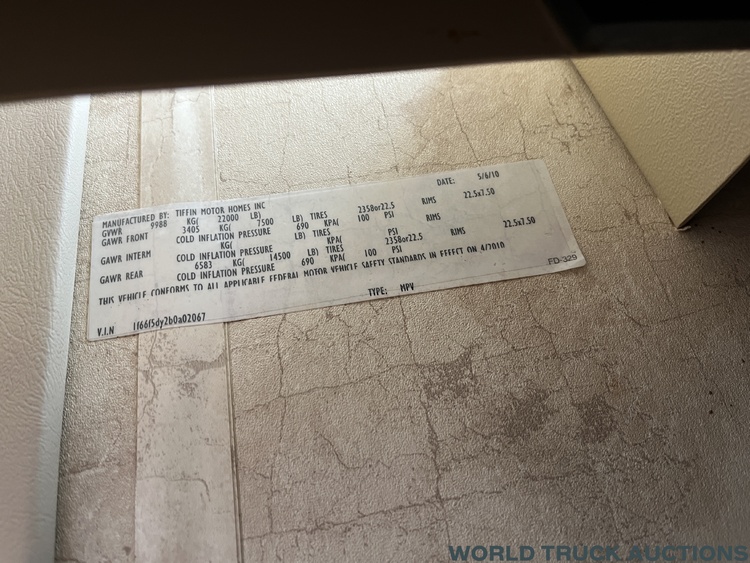 MANUFACTURED BY: TIFFIN MOTOR HOMES INC DATE: 5/6/10
GVWR 9988 KG( 22000 LB)
GAWR FRONT 3405 KG( 7500 LB) TIRES 23580r22.5 RIMS 22.5x7.50
COLD INFLATION PRESSURE 690 KPA( 100 PSI
GAWR INTERM KG( LB) TIRES RIMS
COLD INFLATION PRESSURE KPA( PSI
GAWR REAR 6583 KG( 14500 LB) TIRES 23580r22.5 RIMS 22.5x7.50
COLD INFLATION PRESSURE 690 KPA( 100 PSI
THIS VEHICLE CONFORMS TO ALL APPLICABLE FEDERAL MOTOR VEHICLE SAFETY STANDARDS IN EFFECT ON 4/2010
FD-325
V.I.N 1f66f5dy2b0a02067 TYPE: MPV
WORLD TRUCK AUCTIONS